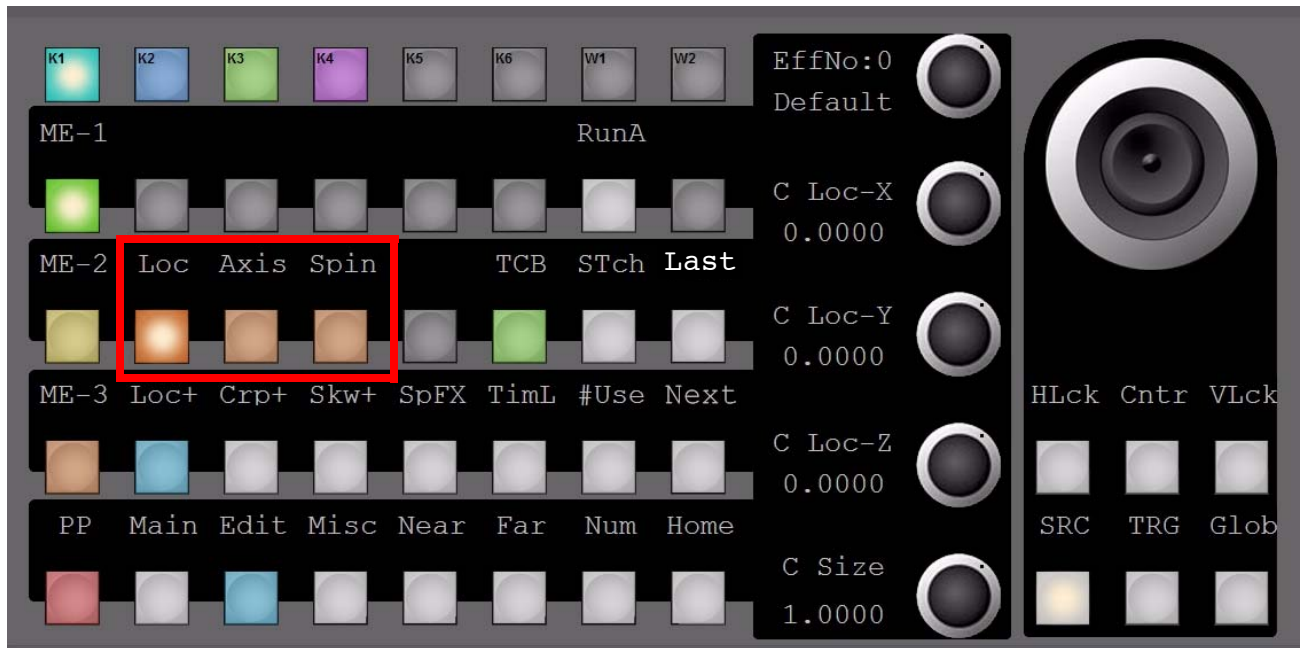 K1 K2 K3 K4 K5 K6 W1 W2
EffNo:0
Default
ME-1 RunA
C Loc-X
0.0000
ME-2 Loc Axis Spin TCB STch Last
C Loc-Y
0.0000
ME-3 Loc+ Crp+ Skw+ SpFX TimL #Use Next
HLck Cntr VLck
C Loc-Z
0.0000
PP Main Edit Misc Near Far Num Home
SRC TRG Glob
C Size
1.0000